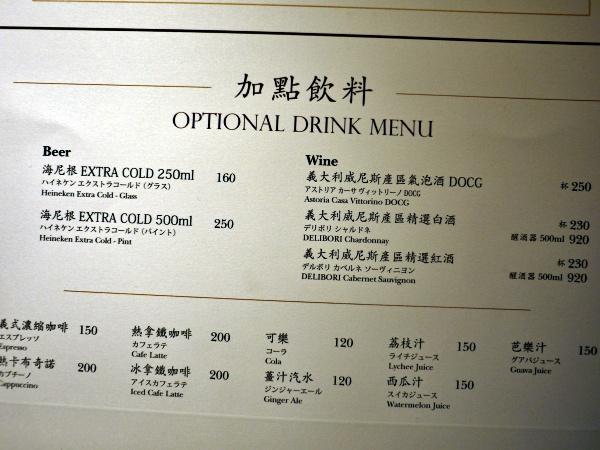 加點飲料
OPTIONAL DRINK MENU
Beer
海尼根 EXTRA COLD 250ml 160
ハイネケン エクストラコールド (グラス)
Heineken Extra Cold - Glass
海尼根 EXTRA COLD 500ml 250
ハイネケン エクストラコールド (パイント)
Heineken Extra Cold - Pint
Wine
義大利威尼斯產區氣泡酒 DOCG 杯 250
アストリア カーサ ヴィットリーノ DOCG
Astoria Casa Vittorino DOCG
義大利威尼斯產區精選白酒 杯 230
デリボリ シャルドネ
DELIBORI Chardonnay 醒酒器 500ml 920
義大利威尼斯產區精選紅酒 杯 230
デルボリ カベルネ ソーヴィニヨン
DELIBORI Cabernet Sauvignon 醒酒器 500ml 920
義式濃縮咖啡 150
エスプレッソ
Espresso
熱卡布奇諾 200
カプチーノ
Cappuccino
熱拿鐵咖啡 200
カフェラテ
Cafe Latte
冰拿鐵咖啡 200
アイスカフェラテ
Iced Cafe Latte
可樂 120
コーラ
Cola
薑汁汽水 120
ジンジャーエール
Ginger Ale
荔枝汁 150
ライチジュース
Lychee Juice
西瓜汁 150
スイカジュース
Watermelon Juice
芭樂汁 150
グアバジュース
Guava Juice